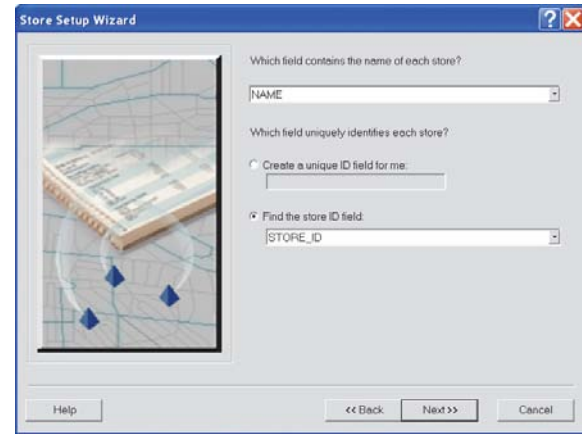 Store Setup Wizard
Which field contains the name of each store?
NAME
Which field uniquely identifies each store?
Create a unique ID field for me:
Find the store ID field:
STORE_ID
Help
<< Back
Next >>
Cancel